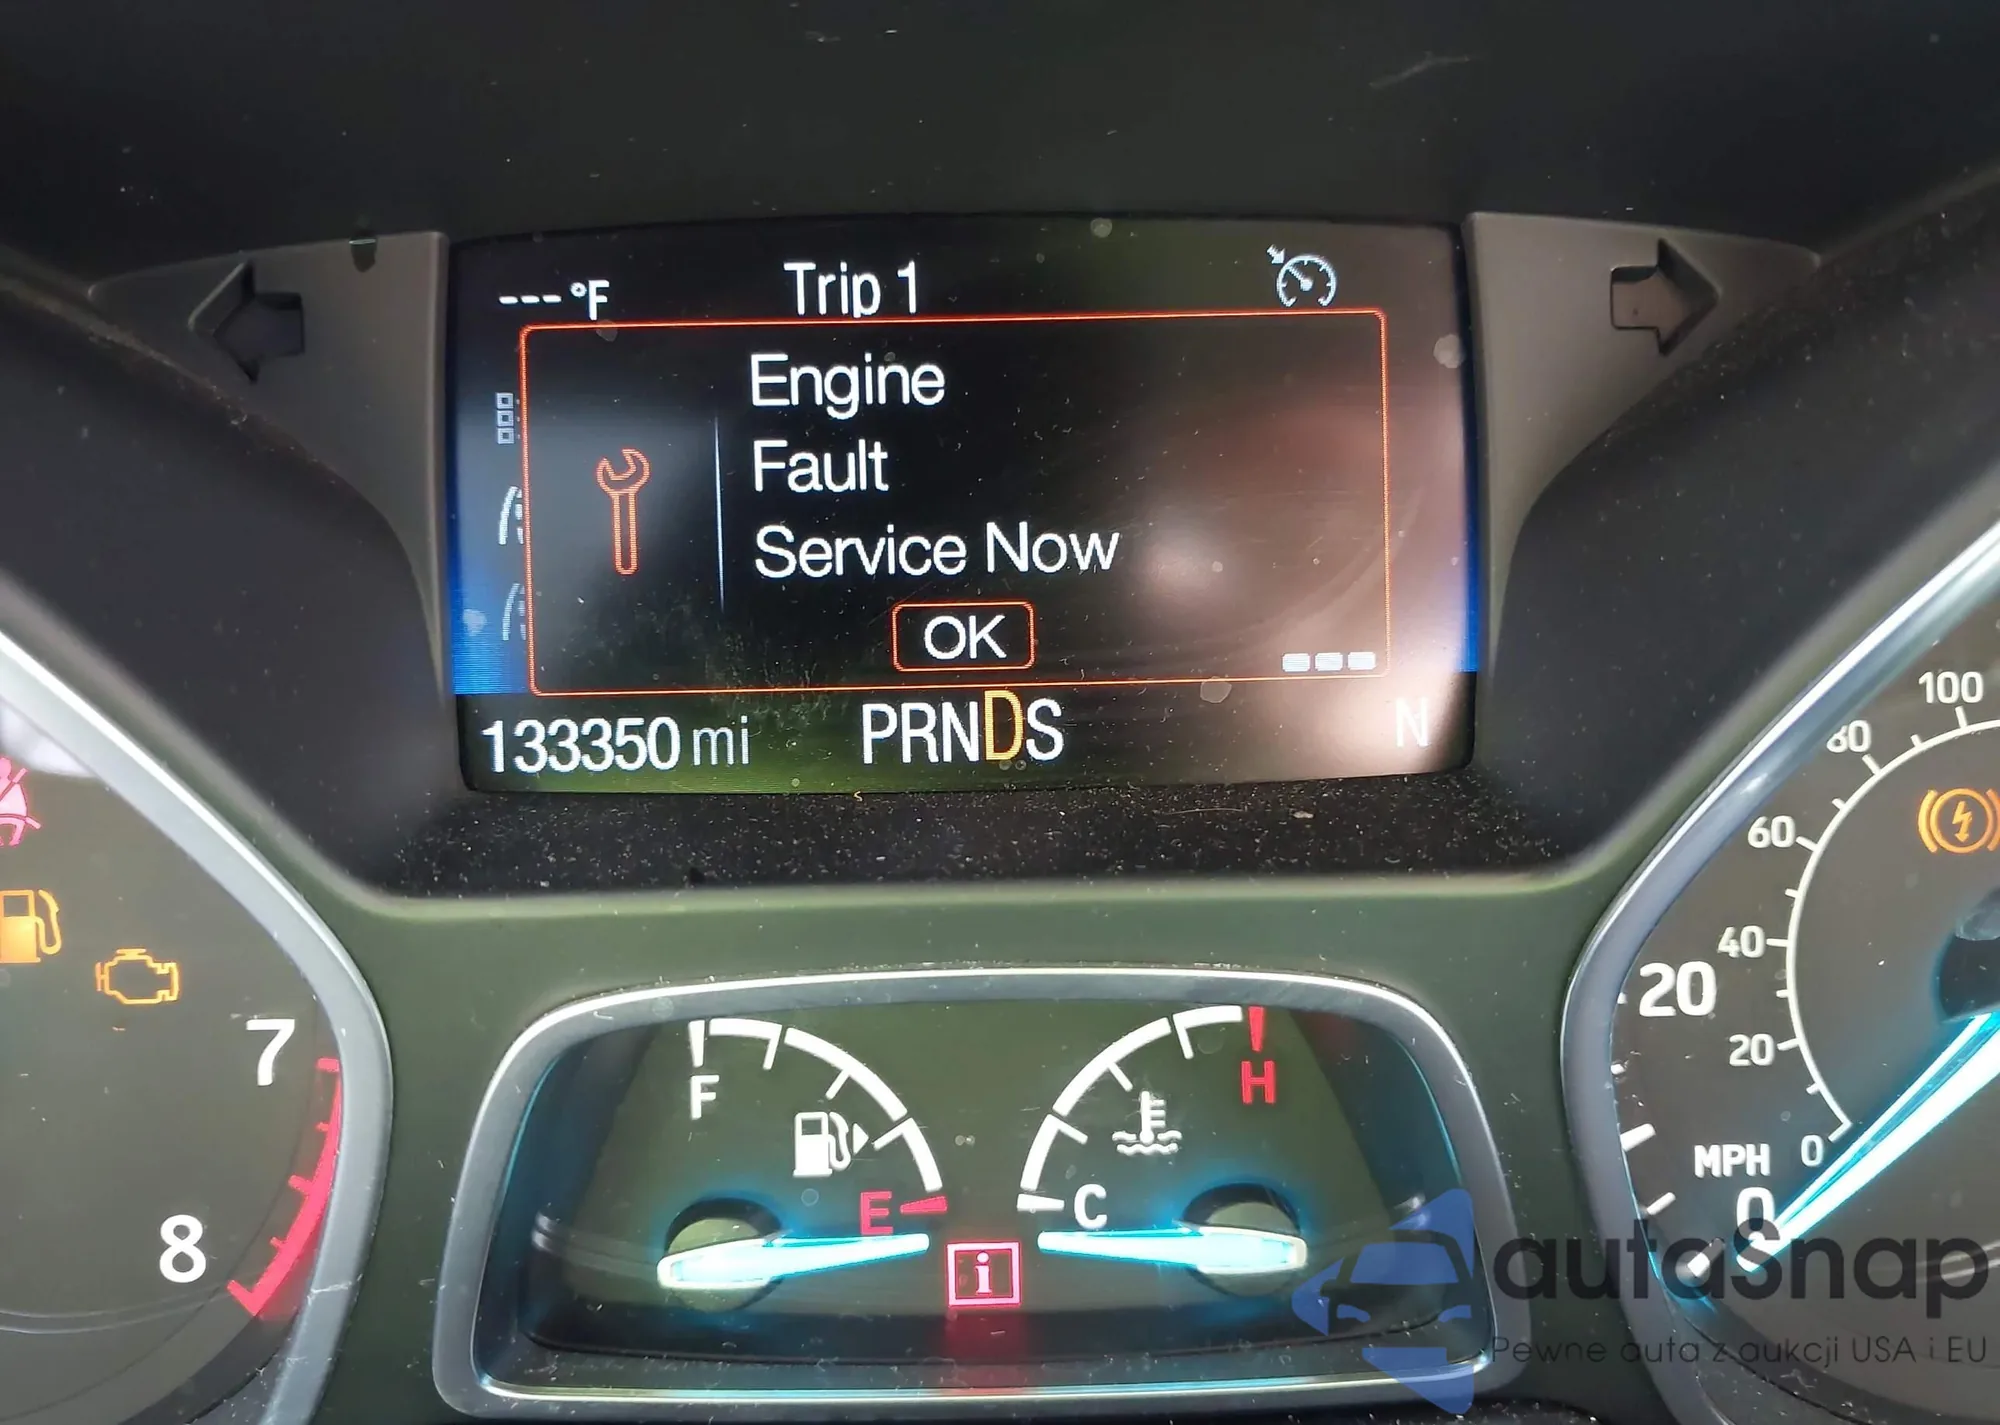 --- °F
Trip 1
Engine
Fault
Service Now
OK
133350 mi
PRNDS
N
7
8
F
E
H
C
100
80
60
40
20
20
MPH
0
0
autaSnap
Pewne auta z aukcji USA i EU